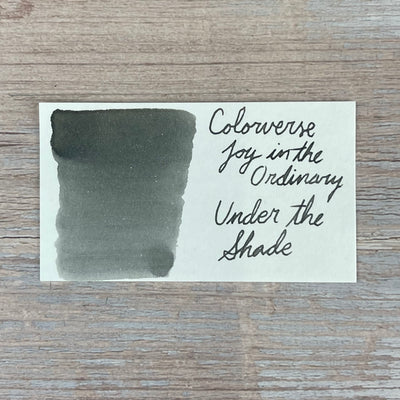 Colorverse
Joy in the
Ordinary
Under the
Shade